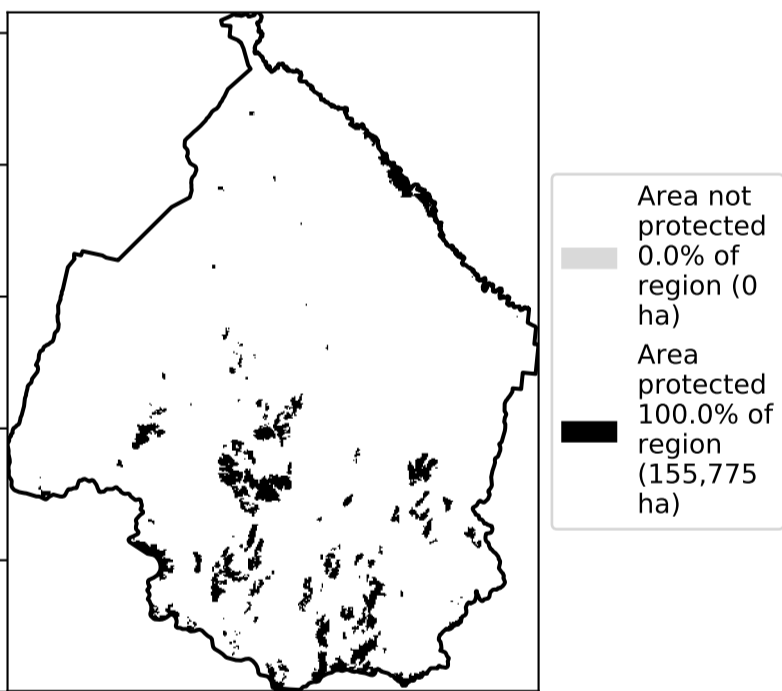 Area not
protected
0.0% of
region (0
ha)
Area
protected
100.0% of
region
(155,775
ha)